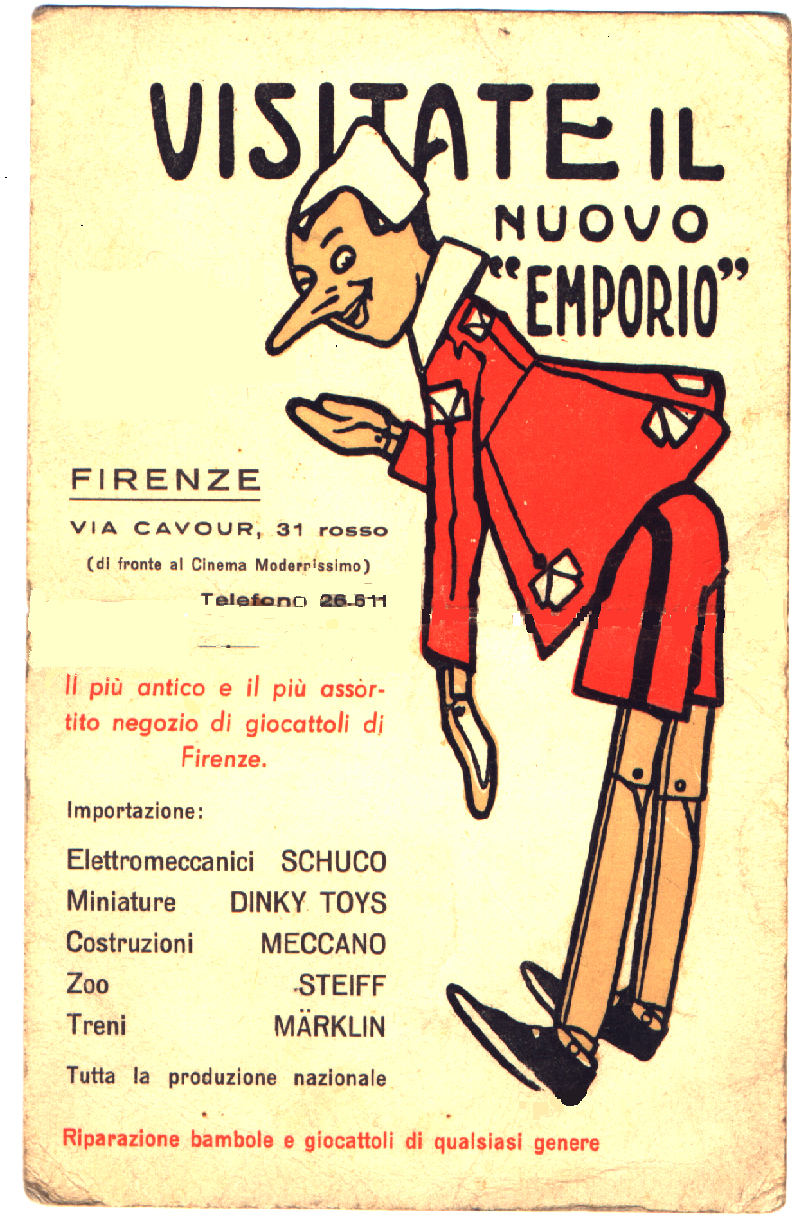 VISITATE IL
NUOVO
“EMPORIO”
FIRENZE
VIA CAVOUR, 31 rosso
(di fronte al Cinema Modernissimo)
Telefono 26-611
Il più antico e il più assor-
tito negozio di giocattoli di
Firenze.
Importazione:
Elettromeccanici SCHUCO
Miniature DINKY TOYS
Costruzioni MECCANO
Zoo STEIFF
Treni MÄRKLIN
Tutta la produzione nazionale
Riparazione bambole e giocattoli di qualsiasi genere